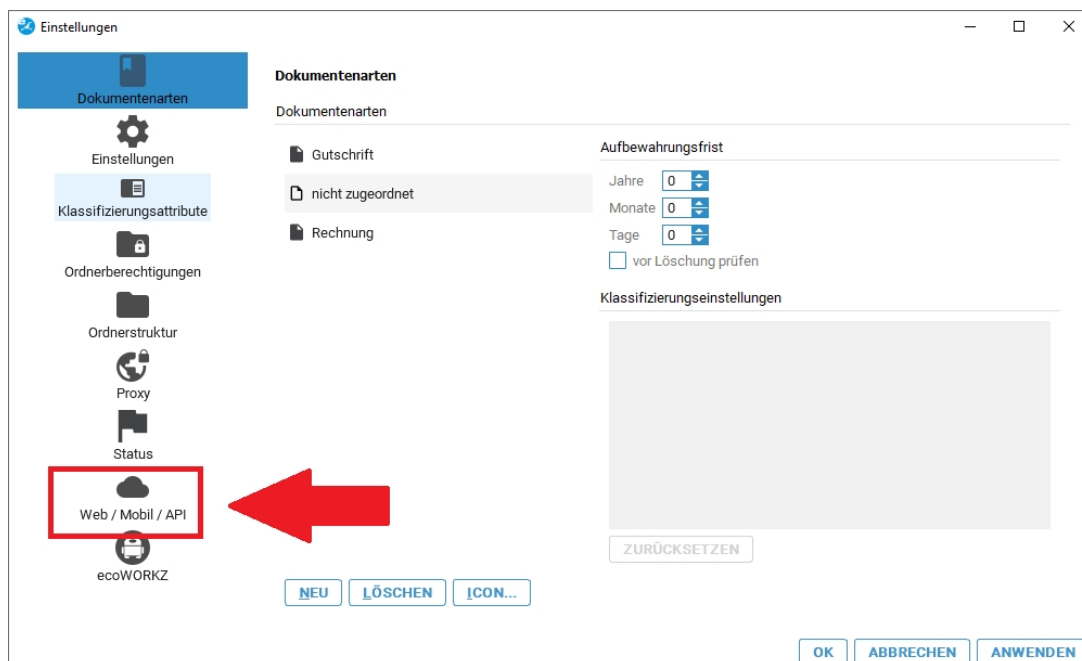 Einstellungen
Dokumentenarten
Einstellungen
Klassifizierungsattribute
Ordnerberechtigungen
Ordnerstruktur
Proxy
Status
Web / Mobil / API
ecoWORKZ
Dokumentenarten
Dokumentenarten
Gutschrift
nicht zugeordnet
Rechnung
NEU LÖSCHEN ICON...
Aufbewahrungsfrist
Jahre 0
Monate 0
Tage 0
vor Löschung prüfen
Klassifizierungseinstellungen
ZURÜCKSETZEN
OK ABBRECHEN ANWENDEN